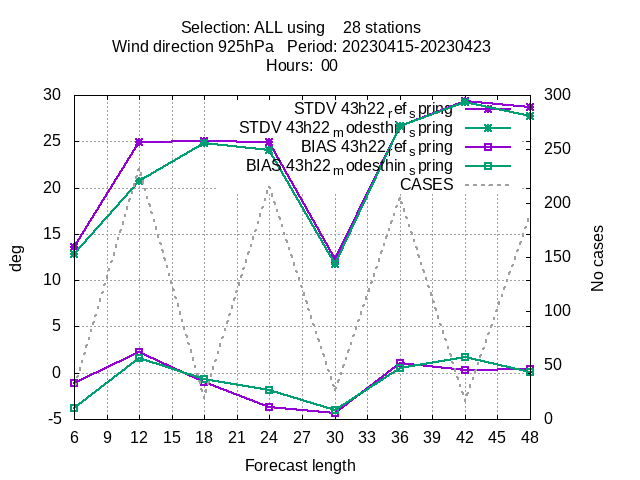 Selection: ALL using 28 stations
Wind direction 925hPa Period: 20230415-20230423
Hours: 00
STDV 43h22_ref_spring
STDV 43h22_modesthin_spring
BIAS 43h22_ref_spring
BIAS 43h22_modesthin_spring
CASES
30
25
20
15
10
5
0
-5
deg
300
250
200
150
100
50
0
No cases
6 9 12 15 18 21 24 27 30 33 36 39 42 45 48
Forecast length